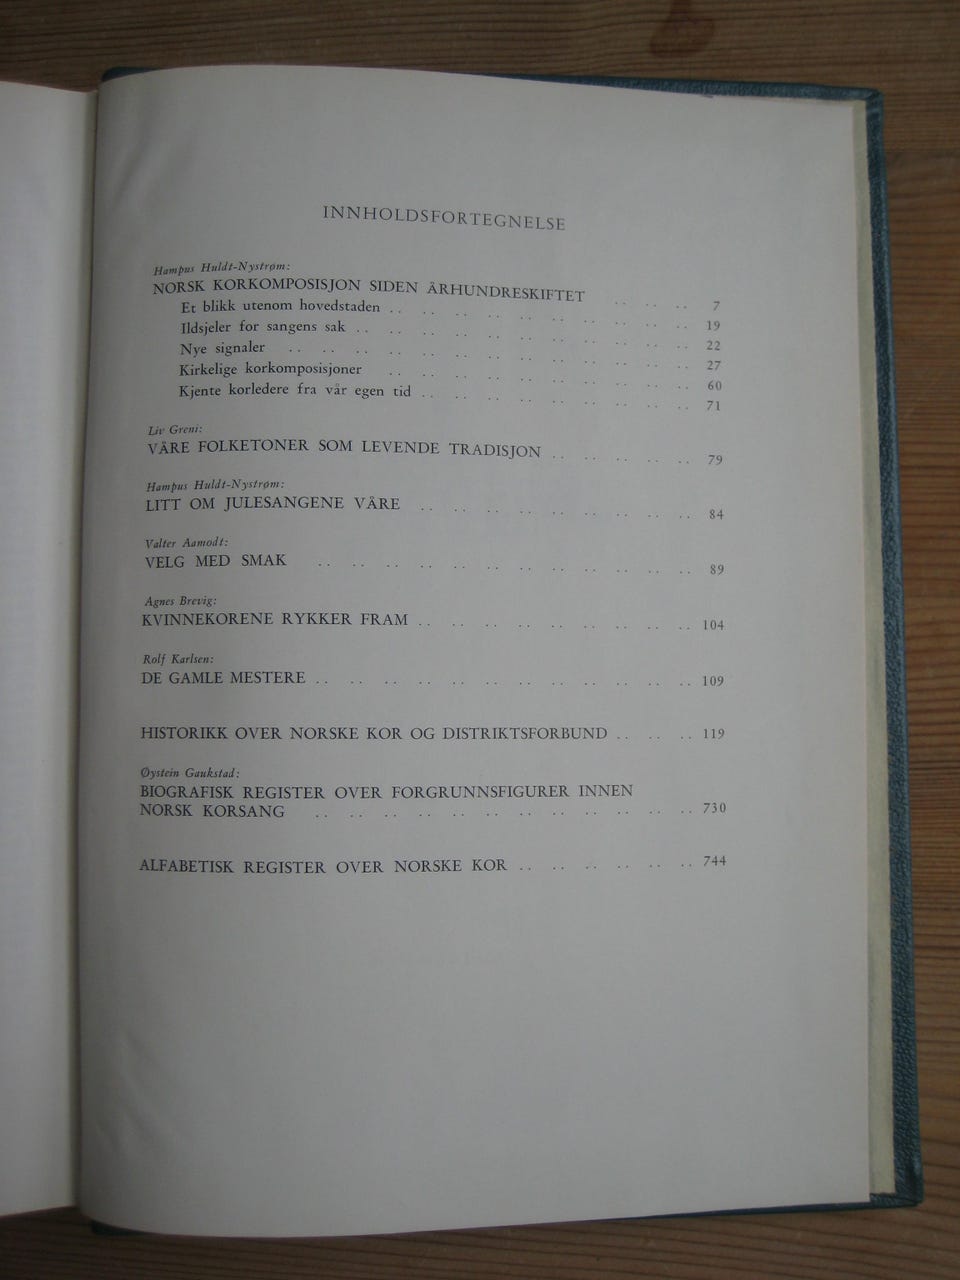 INNHOLDSFORTEGNELSE
Hampus Huldt-Nystrøm:
NORSK KORKOMPOSISJON SIDEN ÅRHUNDRESKIFTET .. .. .. 7
Et blikk utenom hovedstaden .. .. .. .. .. .. .. .. .. 19
Ildsjeler for sangens sak .. .. .. .. .. .. .. .. .. .. 22
Nye signaler .. .. .. .. .. .. .. .. .. .. .. .. 27
Kirkelige korkomposisjoner .. .. .. .. .. .. .. .. .. 60
Kjente korledere fra vår egen tid .. .. .. .. .. .. .. .. 71
Liv Greni:
VÅRE FOLKETONER SOM LEVENDE TRADISJON .. .. .. .. .. 79
Hampus Huldt-Nystrøm:
LITT OM JULESANGENE VÅRE .. .. .. .. .. .. .. .. .. 84
Valter Aamodt:
VELG MED SMAK .. .. .. .. .. .. .. .. .. .. .. .. 89
Agnes Brevig:
KVINNEKORENE RYKKER FRAM .. .. .. .. .. .. .. .. .. 104
Rolf Karlsen:
DE GAMLE MESTERE .. .. .. .. .. .. .. .. .. .. .. .. 109
HISTORIKK OVER NORSKE KOR OG DISTRIKTSFORBUND .. .. .. 119
Øystein Gaukstad:
BIOGRAFISK REGISTER OVER FORGRUNNSFIGURER INNEN
NORSK KORSANG .. .. .. .. .. .. .. .. .. .. .. .. 730
ALFABETISK REGISTER OVER NORSKE KOR .. .. .. .. .. .. 744